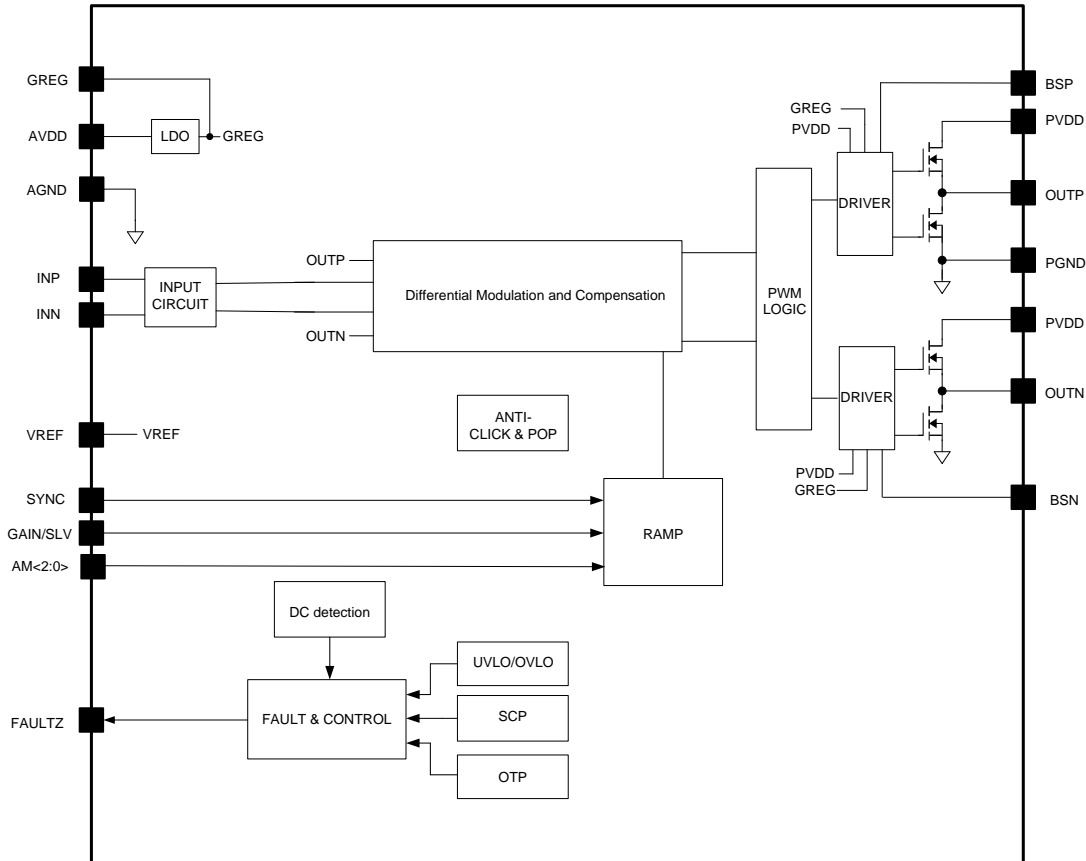 GREG
BSP
GREG
PVDD
PVDD
AVDD
LDO
GREG
AGND
DRIVER
OUTP
OUTP
INP
INPUT
CIRCUIT
INN
OUTN
Differential Modulation and Compensation
PWM
LOGIC
PGND
PVDD
DRIVER
OUTN
ANTI-
CLICK & POP
VREF
VREF
PVDD
GREG
SYNC
BSN
GAIN/SLV
RAMP
AM<2:0>
DC detection
UVLO/OVLO
FAULTZ
FAULT & CONTROL
SCP
OTP